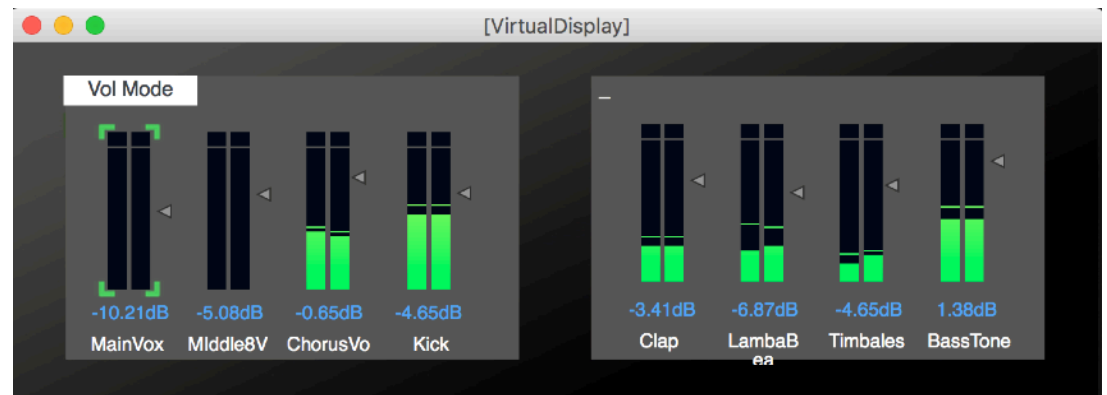 [VirtualDisplay]
Vol Mode
_
-10.21dB -5.08dB -0.65dB -4.65dB
MainVox MIddle8V ChorusVo Kick
-3.41dB -6.87dB -4.65dB 1.38dB
Clap LambaB Timbales BassTone
ea